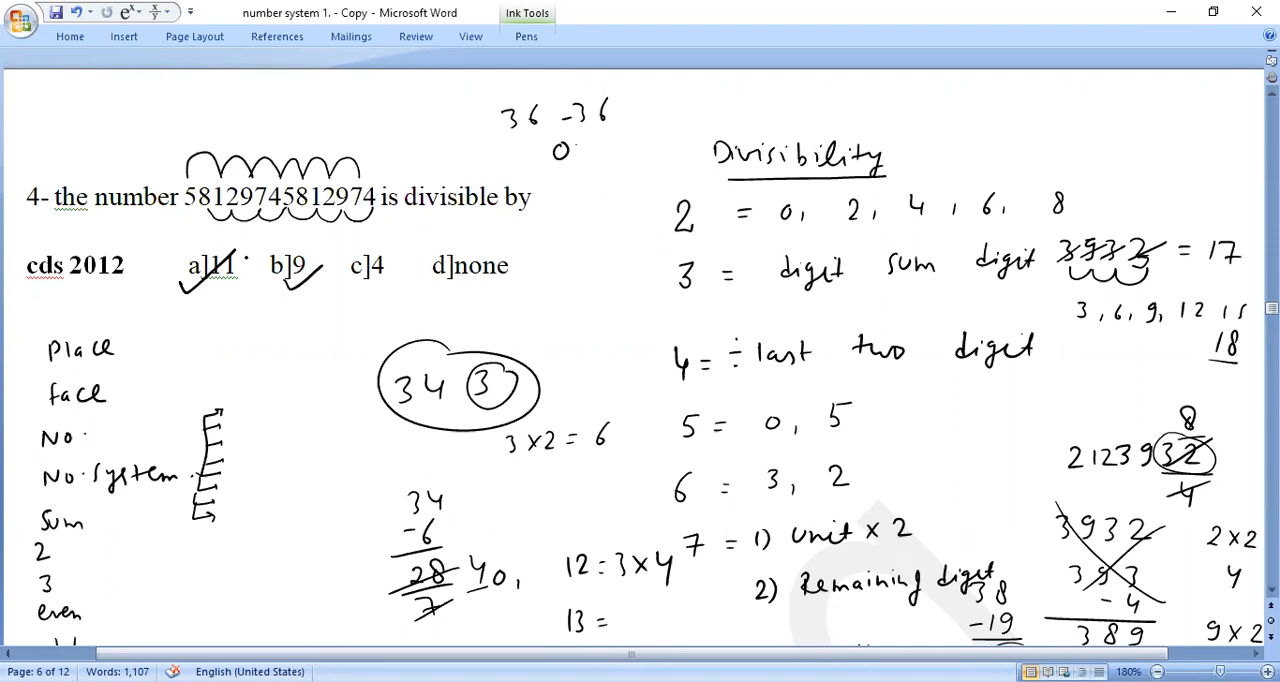 number system 1. - Copy - Microsoft Word
Ink Tools
Home Insert Page Layout References Mailings Review View Pens
36 - 36
0
Divisibility
4- the number 58129745812974 is divisible by
cds 2012 a]11 b]9 c]4 d]none
2 = 0, 2, 4, 6, 8
3 = digit sum digit 3932 = 17
3, 6, 9, 12 15
18
4 = ÷ last two digit
Place
face
No.
No. system
Sum
2
3
even
34 3
3 x 2 = 6
34
-6
28
7
40,
5 = 0, 5
6 = 3, 2
8
2123932
4
7 = 1) unit x 2
2) Remaining digit
12 = 3 x 4
13 =
38
-19
3932
393
-4
389
2 x 2
4
9 x 2
Page: 6 of 12 Words: 1,107 English (United States) 180%